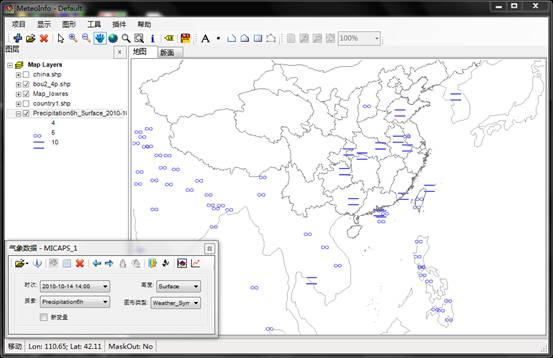 MeteoInfo - Default
项目 显示 图形 工具 插件 帮助
A
100%
图层 x
地图 版面
Map Layers
china.shp
bou2_4p.shp
Map_lowres
country1.shp
Precipitation6h_Surface_2010-10
4
5
10
气象数据 - MICAPS_1
时次: 2010-10-14 14:00 高度: Surface
要素: Precipitation6h 图形类型: Weather_Sym
新变量
移动 Lon: 110.65; Lat: 42.11 MaskOut: No